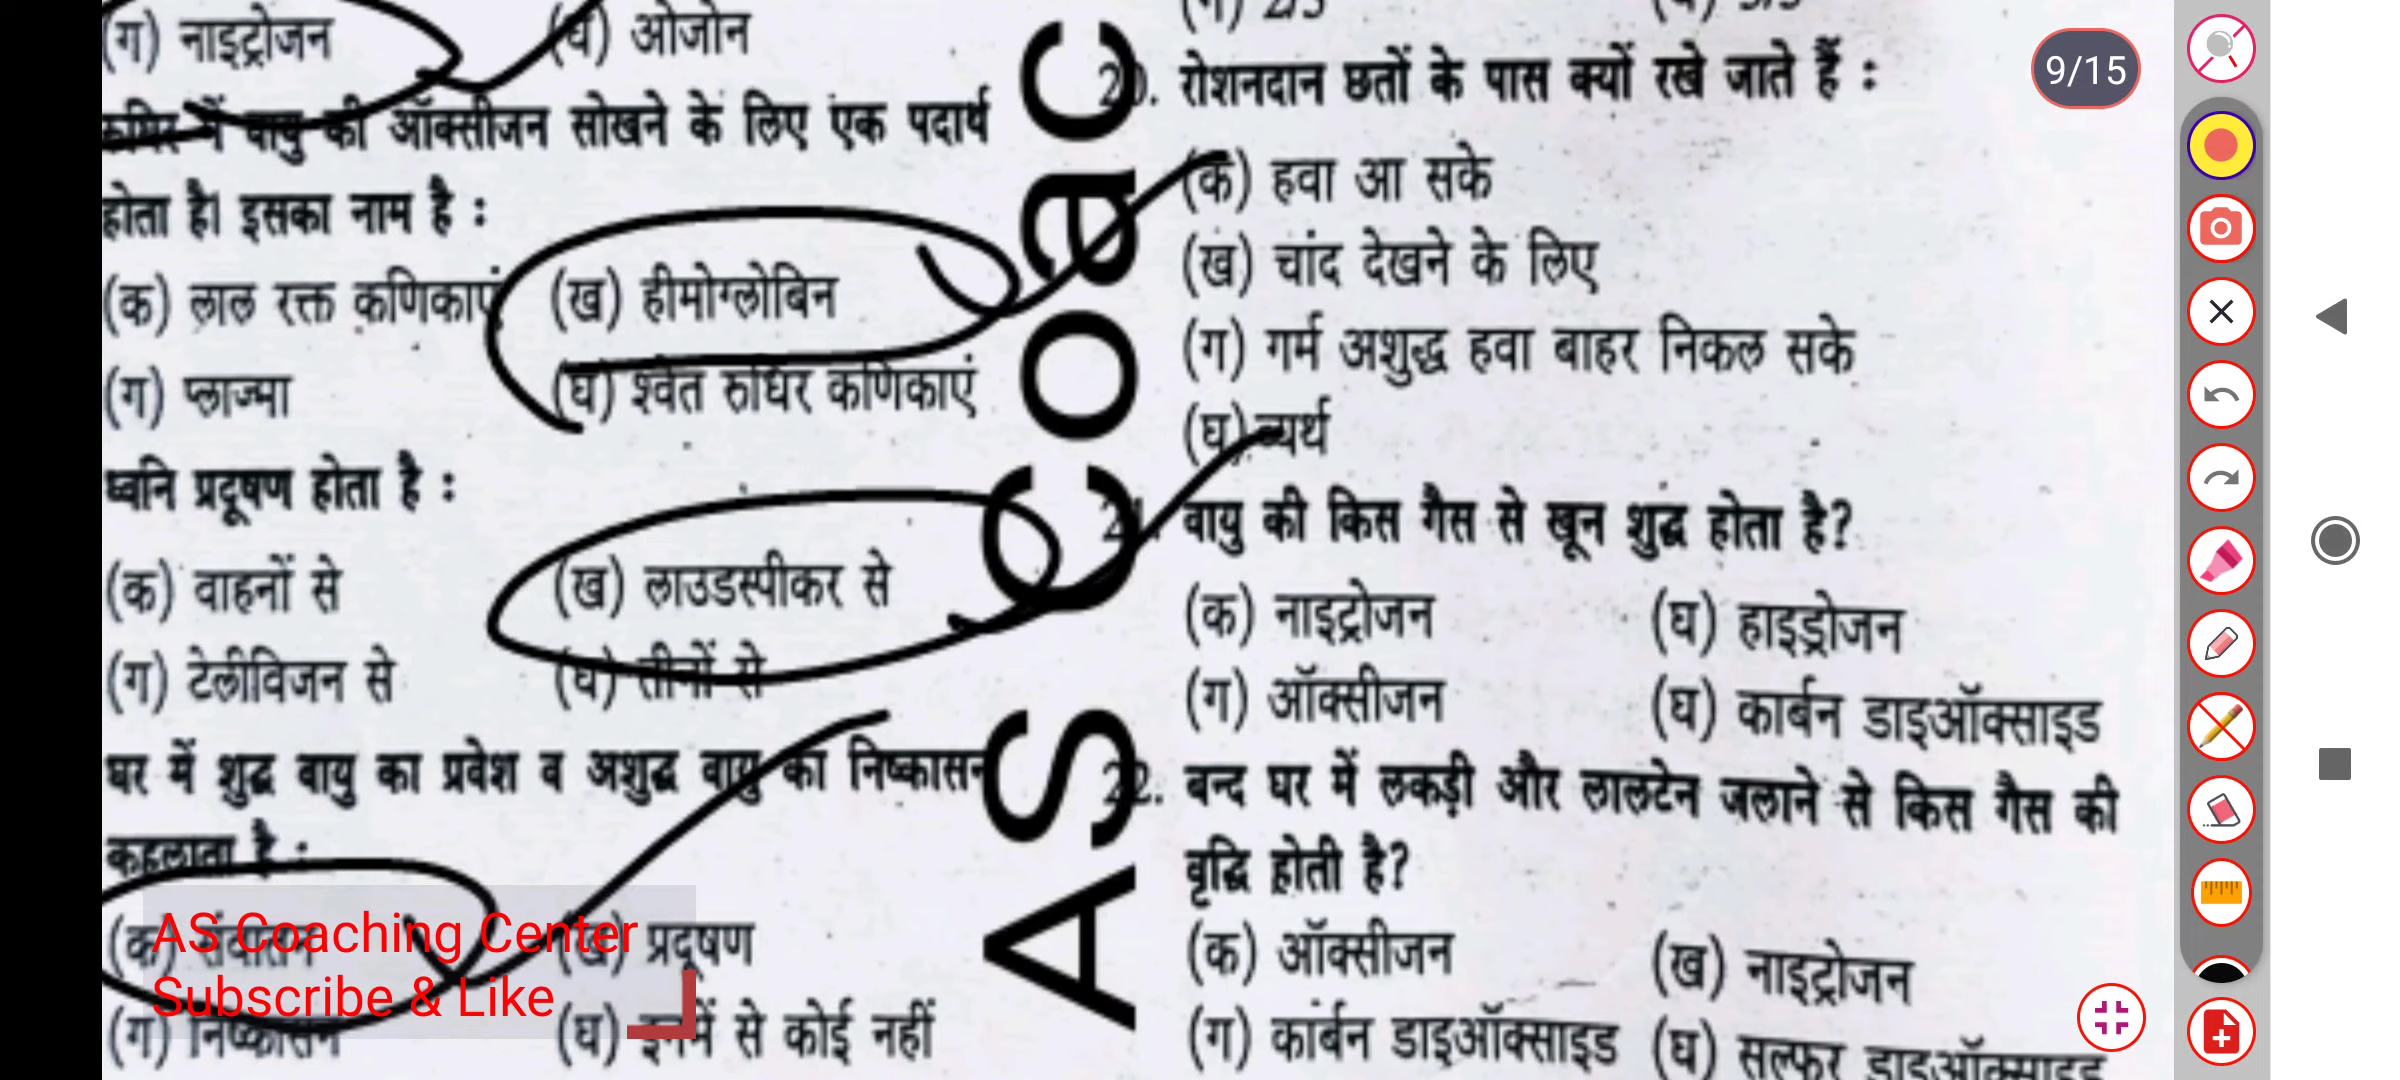 (ग) नाइट्रोजन (घ) ओजोन
रुधिर में वायु की ऑक्सीजन सोखने के लिए एक पदार्थ
होता है। इसका नाम है :
(क) लाल रक्त कणिकाएं (ख) हीमोग्लोबिन
(ग) प्लाज्मा (घ) श्वेत रुधिर कणिकाएं
ध्वनि प्रदूषण होता है :
(क) वाहनों से (ख) लाउडस्पीकर से
(ग) टेलीविजन से (घ) तीनों से
घर में शुद्ध वायु का प्रवेश व अशुद्ध वायु का निष्कासन
कहलाता है :
(क) संवातन (ख) प्रदूषण
(ग) निष्कासन (घ) इनमें से कोई नहीं
AS Coaching Center
Subscribe & Like
AS Coac
20. रोशनदान छतों के पास क्यों रखे जाते हैं :
(क) हवा आ सके
(ख) चांद देखने के लिए
(ग) गर्म अशुद्ध हवा बाहर निकल सके
(घ) व्यर्थ
21. वायु की किस गैस से खून शुद्ध होता है?
(क) नाइट्रोजन (घ) हाइड्रोजन
(ग) ऑक्सीजन (घ) कार्बन डाइऑक्साइड
22. बन्द घर में लकड़ी और लालटेन जलाने से किस गैस की
वृद्धि होती है?
(क) ऑक्सीजन (ख) नाइट्रोजन
(ग) कार्बन डाइऑक्साइड (घ) सल्फर डाइऑक्साइड
9/15